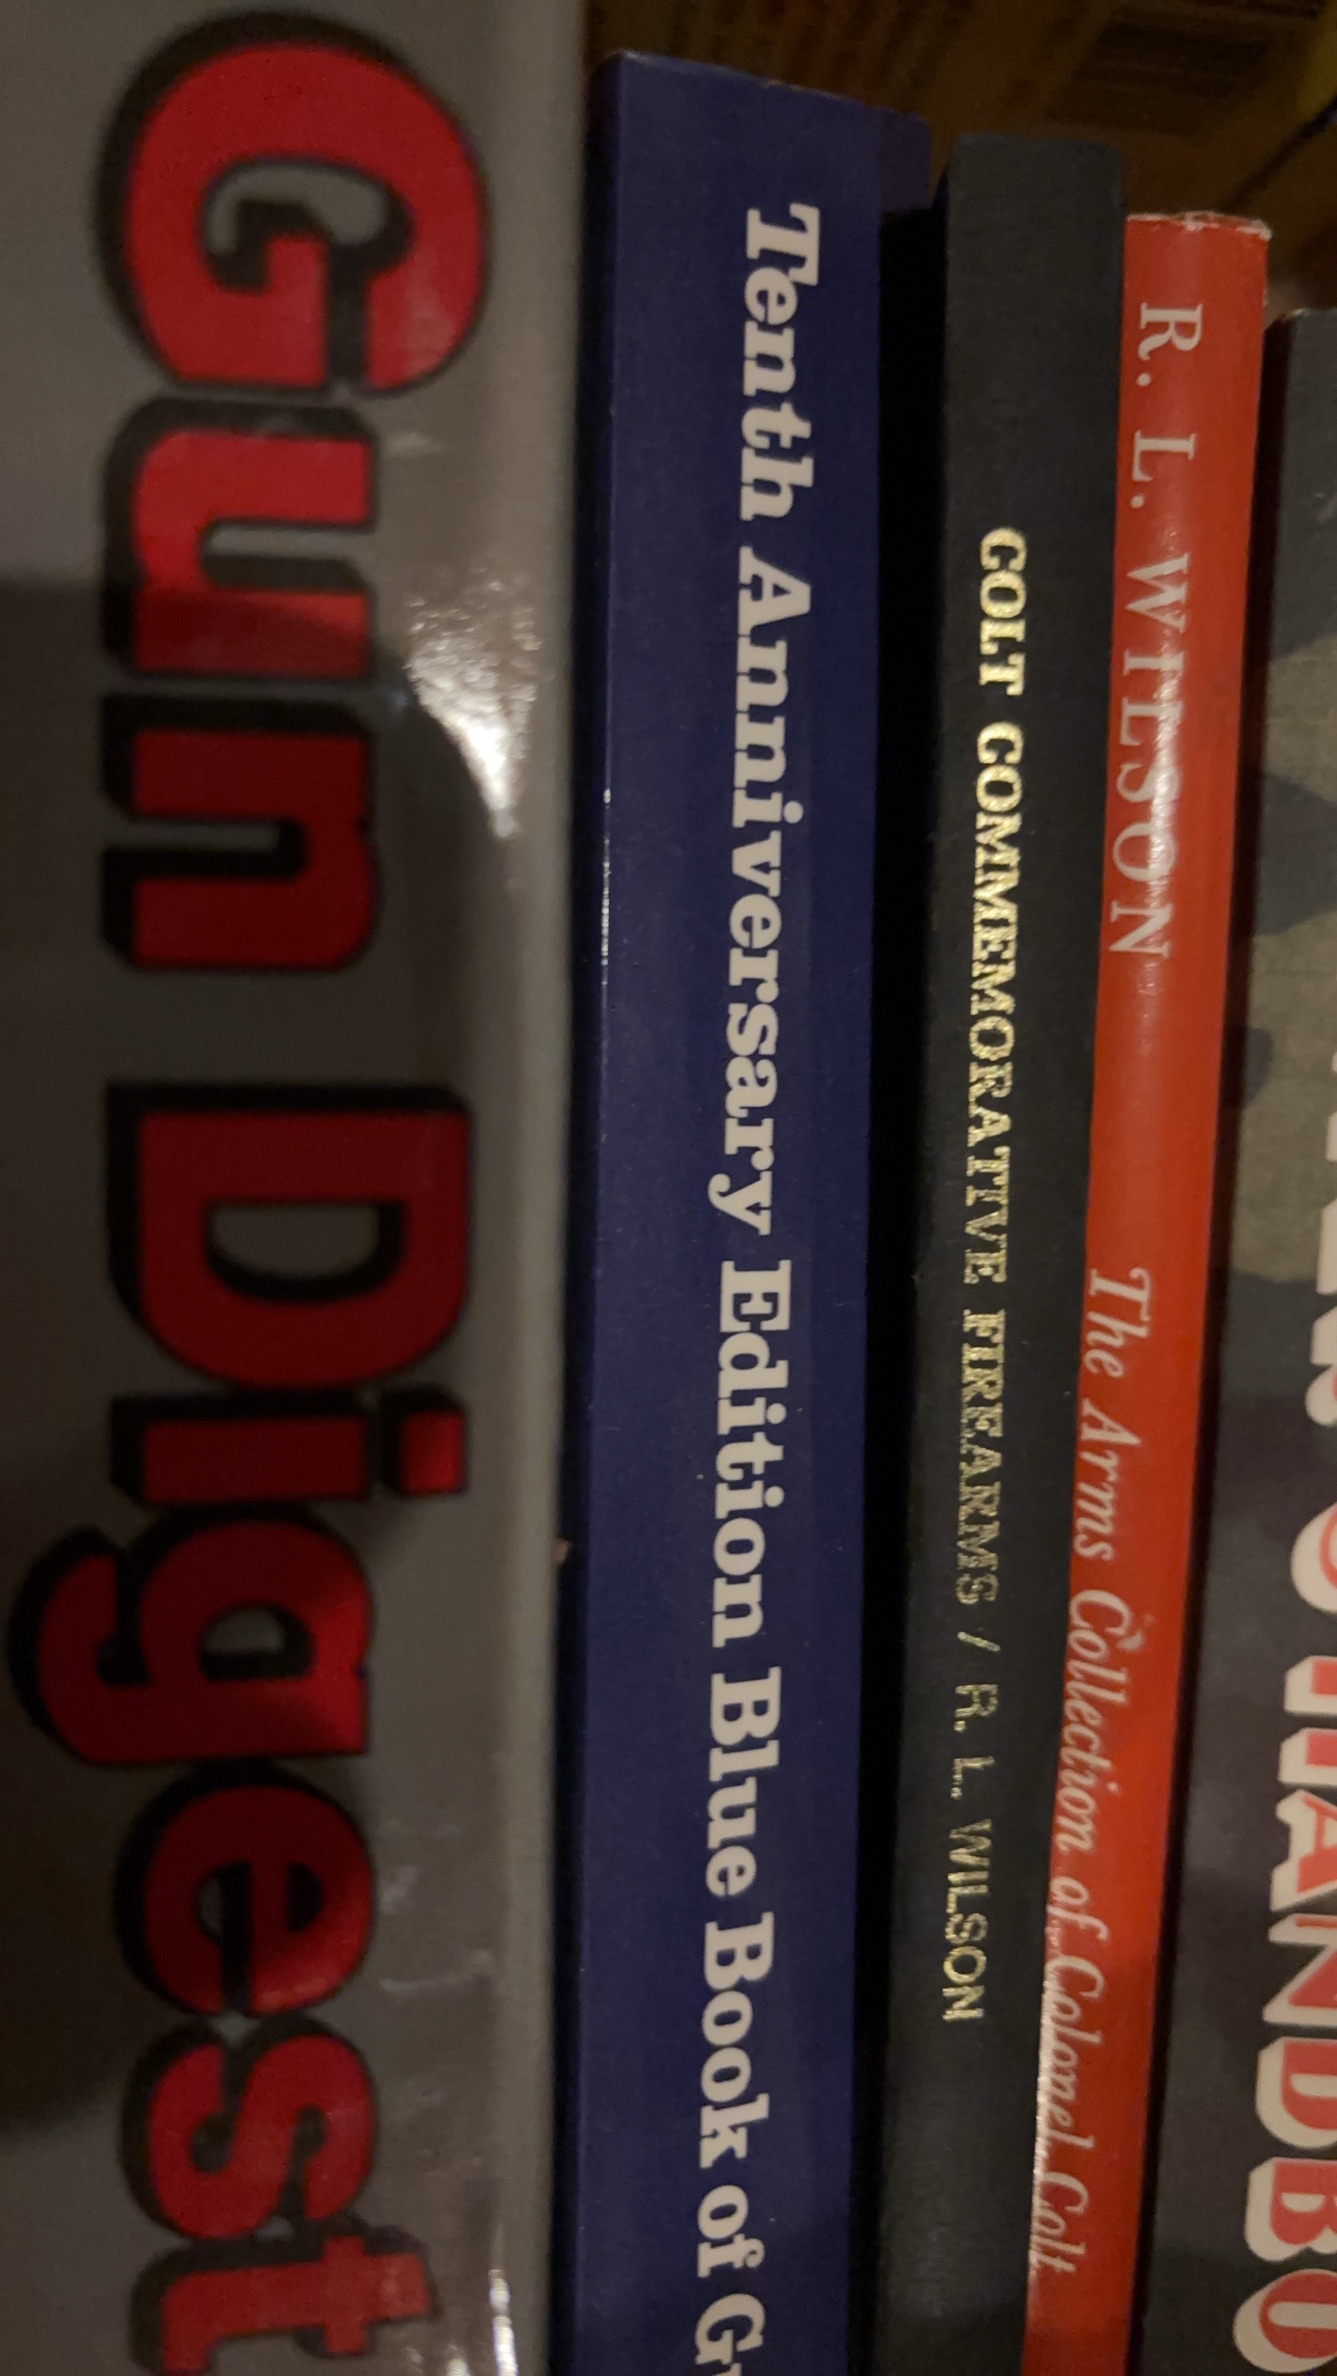 Gun Digest
Tenth Anniversary Edition Blue Book of
COLT COMMEMORATIVE FIREARMS / R. L. WILSON
R. L. WILSON The Arms Collection of Colonel Colt